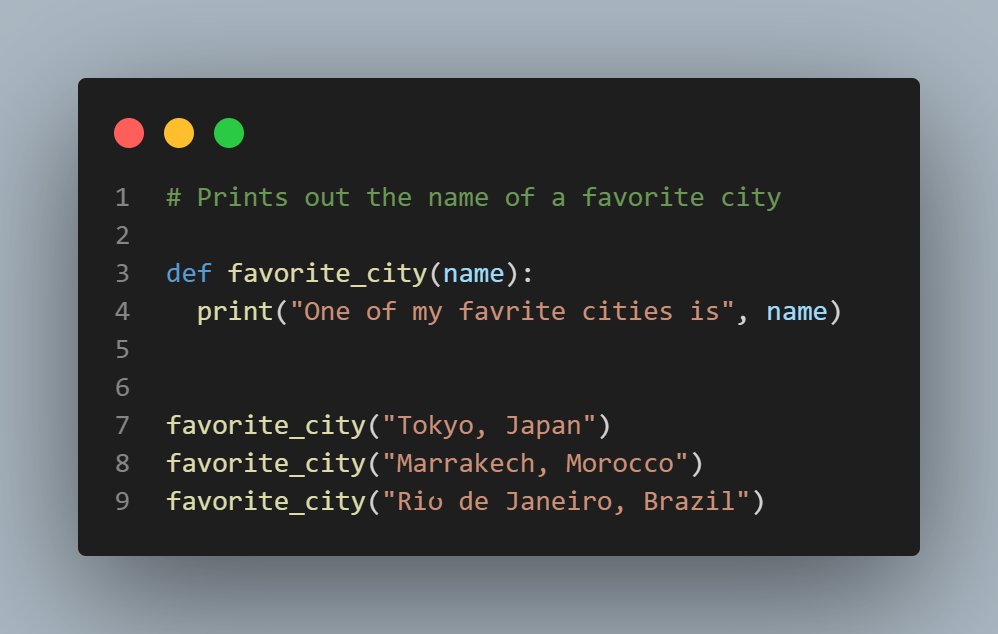 1 # Prints out the name of a favorite city
2
3 def favorite_city(name):
4   print("One of my favrite cities is", name)
5
6
7 favorite_city("Tokyo, Japan")
8 favorite_city("Marrakech, Morocco")
9 favorite_city("Rio de Janeiro, Brazil")